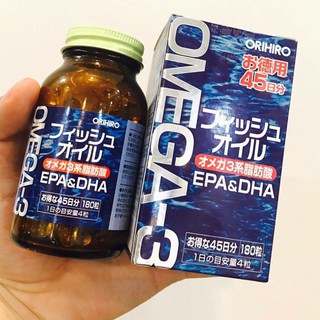 OMEGA-3
フィッシュ
オイル
オメガ3系脂肪酸
EPA&DHA
お得な45日分 180粒
1日の目安量4粒
ORIHIRO
お徳用
45日分
OMEGA-3
フィッシュ
オイル
オメガ3系脂肪酸
EPA&DHA
お得な45日分 180粒
1日の目安量4粒